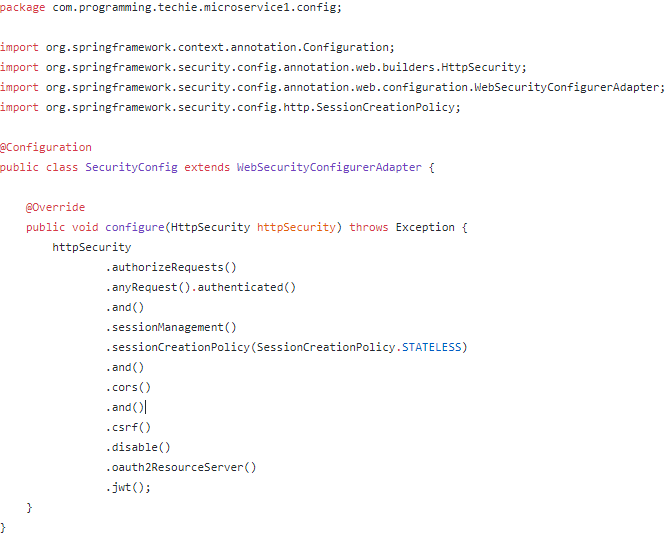 package com.programming.techie.microservice1.config;

import org.springframework.context.annotation.Configuration;
import org.springframework.security.config.annotation.web.builders.HttpSecurity;
import org.springframework.security.config.annotation.web.configuration.WebSecurityConfigurerAdapter;
import org.springframework.security.config.http.SessionCreationPolicy;

@Configuration
public class SecurityConfig extends WebSecurityConfigurerAdapter {

    @Override
    public void configure(HttpSecurity httpSecurity) throws Exception {
        httpSecurity
                .authorizeRequests()
                .anyRequest().authenticated()
                .and()
                .sessionManagement()
                .sessionCreationPolicy(SessionCreationPolicy.STATELESS)
                .and()
                .cors()
                .and()
                .csrf()
                .disable()
                .oauth2ResourceServer()
                .jwt();
    }
}